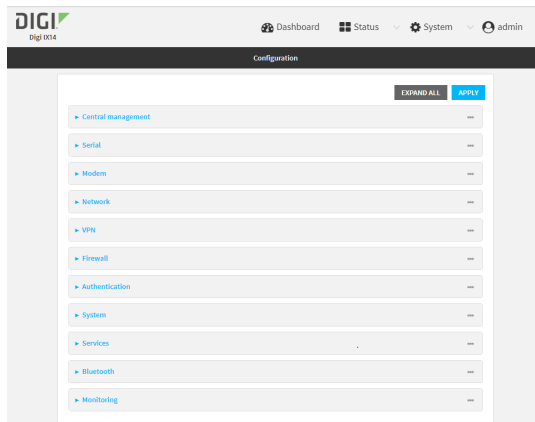 DIGI
Digi IX14
Dashboard Status System admin
Configuration
EXPAND ALL APPLY
Central management
Serial
Modem
Network
VPN
Firewall
Authentication
System
Services
Bluetooth
Monitoring